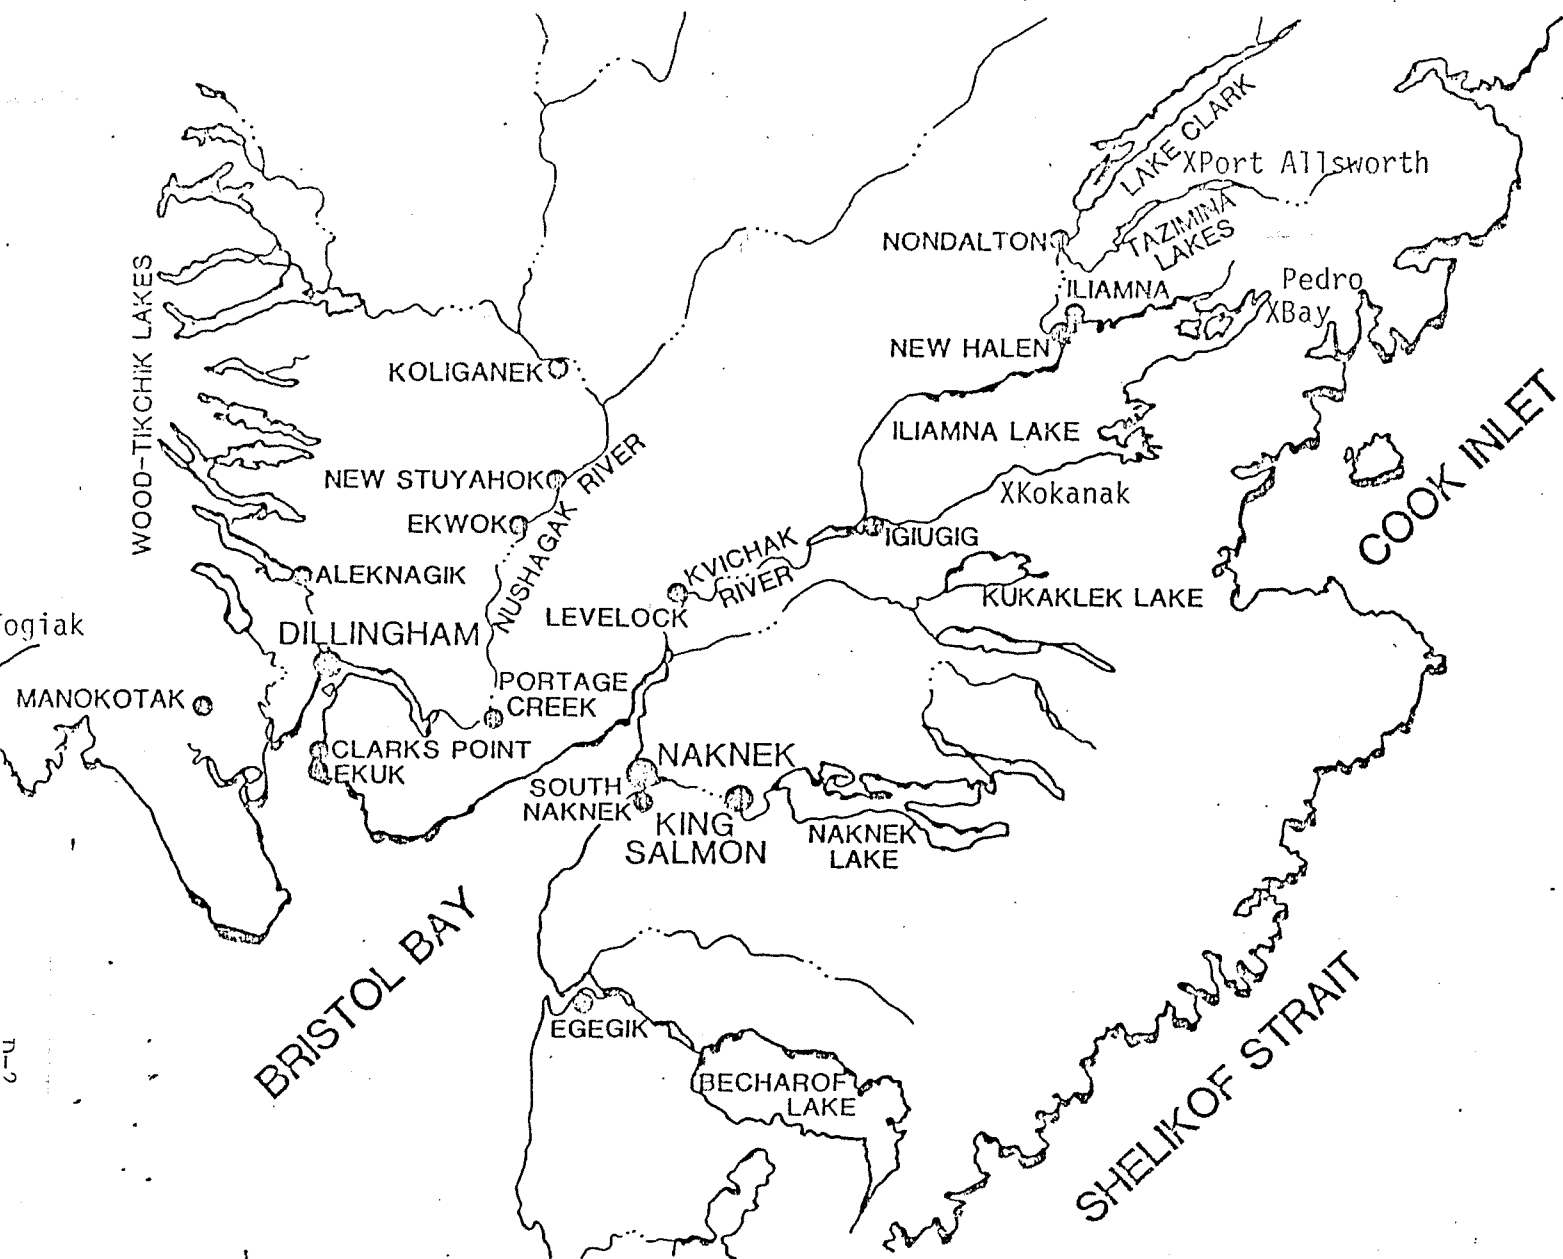 LAKE CLARK
XPort Allsworth
TAZIMINA
LAKES
NONDALTON
ILIAMNA
Pedro
XBay
NEW HALEN
WOOD-TIKCHIK LAKES
KOLIGANEK
ILIAMNA LAKE
COOK INLET
NEW STUYAHOK
XKokanak
EKWOK
NUSHAGAK RIVER
IGIUGIG
KVICHAK
RIVER
ALEKNAGIK
KUKAKLEK LAKE
LEVELOCK
Togiak
DILLINGHAM
MANOKOTAK
PORTAGE
CREEK
CLARKS POINT
EKUK
NAKNEK
SOUTH
NAKNEK
KING
SALMON
NAKNEK
LAKE
BRISTOL BAY
EGEGIK
BECHAROF
LAKE
SHELIKOF STRAIT